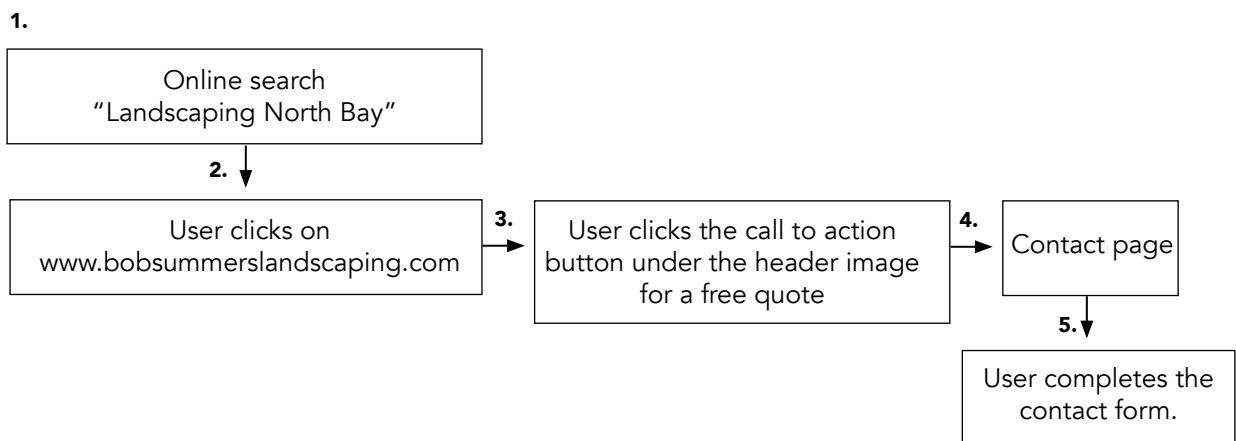 1.
Online search
“Landscaping North Bay”
2.
User clicks on
www.bobsummerslandscaping.com
3.
User clicks the call to action
button under the header image
for a free quote
4.
Contact page
5.
User completes the
contact form.